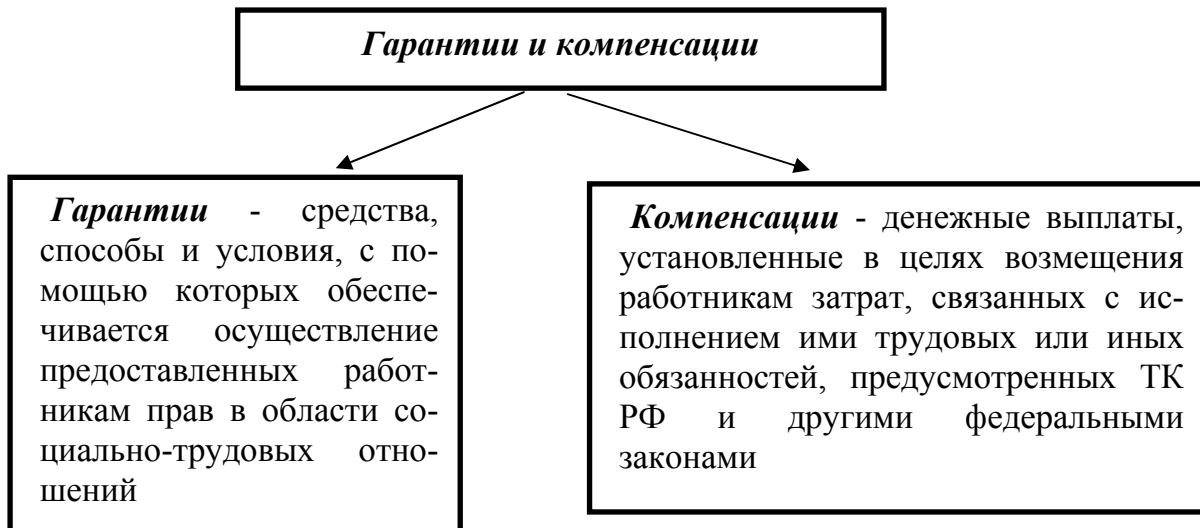 Гарантии и компенсации
Гарантии - средства,
способы и условия, с по-
мощью которых обеспе-
чивается осуществление
предоставленных работ-
никам прав в области со-
циально-трудовых отно-
шений
Компенсации - денежные выплаты,
установленные в целях возмещения
работникам затрат, связанных с ис-
полнением ими трудовых или иных
обязанностей, предусмотренных ТК
РФ и другими федеральными
законами